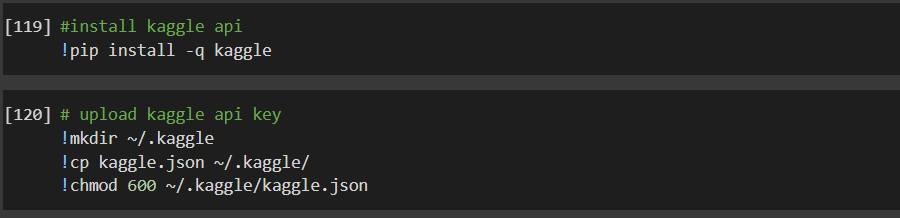 [119] #install kaggle api
!pip install -q kaggle
[120] # upload kaggle api key
!mkdir ~/.kaggle
!cp kaggle.json ~/.kaggle/
!chmod 600 ~/.kaggle/kaggle.json